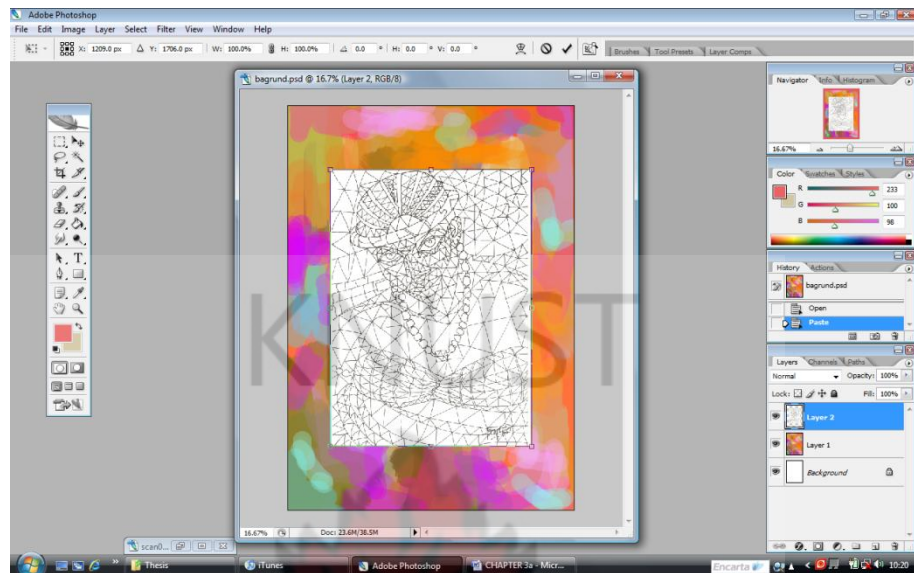 Adobe Photoshop
File Edit Image Layer Select Filter View Window Help
X: 1209.0 px Δ Y: 1706.0 px W: 100.0% H: 100.0% 0.0 ° H: 0.0 ° V: 0.0 °
Brushes Tool Presets Layer Comps
bagrund.psd @ 16.7% (Layer 2, RGB/8)
Navigator Info Histogram
16.67%
Color Swatches Styles
R 233
G 100
B 98
History Actions
bagrund.psd
Open
Paste
Layers Channels Paths
Normal Opacity: 100%
Lock: Fill: 100%
Layer 2
Layer 1
Background
KNUST
16.67% Doc: 23.6M/38.5M
scan0...
Thesis iTunes Adobe Photoshop CHAPTER 3a - Micr... Encarta 10:20